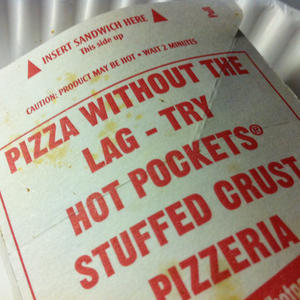 INSERT SANDWICH HERE
This side up
CAUTION: PRODUCT MAY BE HOT • WAIT 2 MINUTES
PIZZA WITHOUT THE
LAG - TRY
HOT POCKETS®
STUFFED CRUST
PIZZERIA